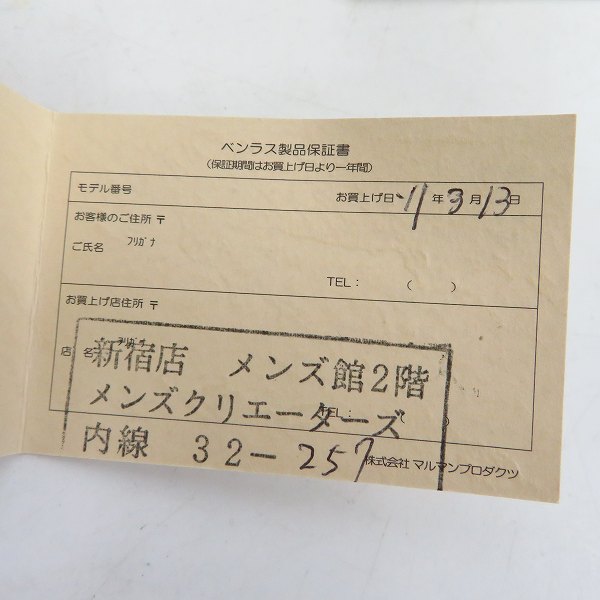 ベンラス製品保証書
(保証期間はお買上げ日より一年間)
モデル番号
お買上げ日 '11年3月13日
お客様のご住所 〒
フリガナ
ご氏名
TEL： ( )
お買上げ店住所 〒
フリガナ
店 名
新宿店 メンズ館2階
メンズクリエーターズ
TEL： ( )
内線 32-257
株式会社 マルマンプロダクツ